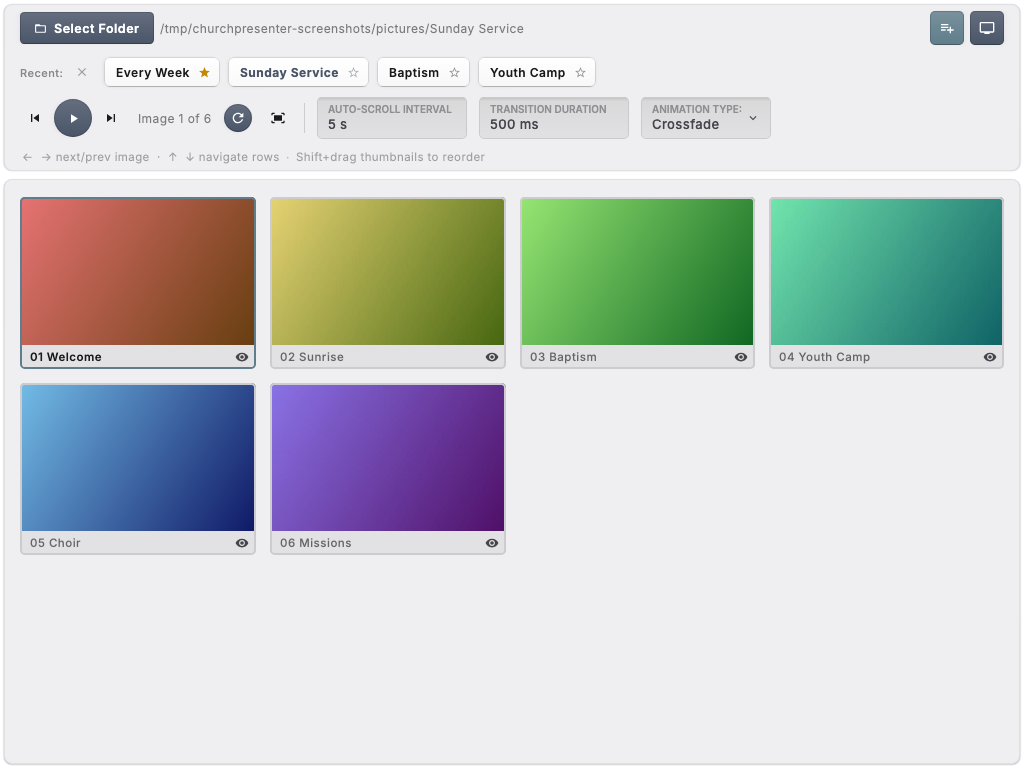 Select Folder /tmp/churchpresenter-screenshots/pictures/Sunday Service
Recent: Every Week Sunday Service Baptism Youth Camp
Image 1 of 6
AUTO-SCROLL INTERVAL
5 s
TRANSITION DURATION
500 ms
ANIMATION TYPE:
Crossfade
← → next/prev image · ↑ ↓ navigate rows · Shift+drag thumbnails to reorder
01 Welcome
02 Sunrise
03 Baptism
04 Youth Camp
05 Choir
06 Missions